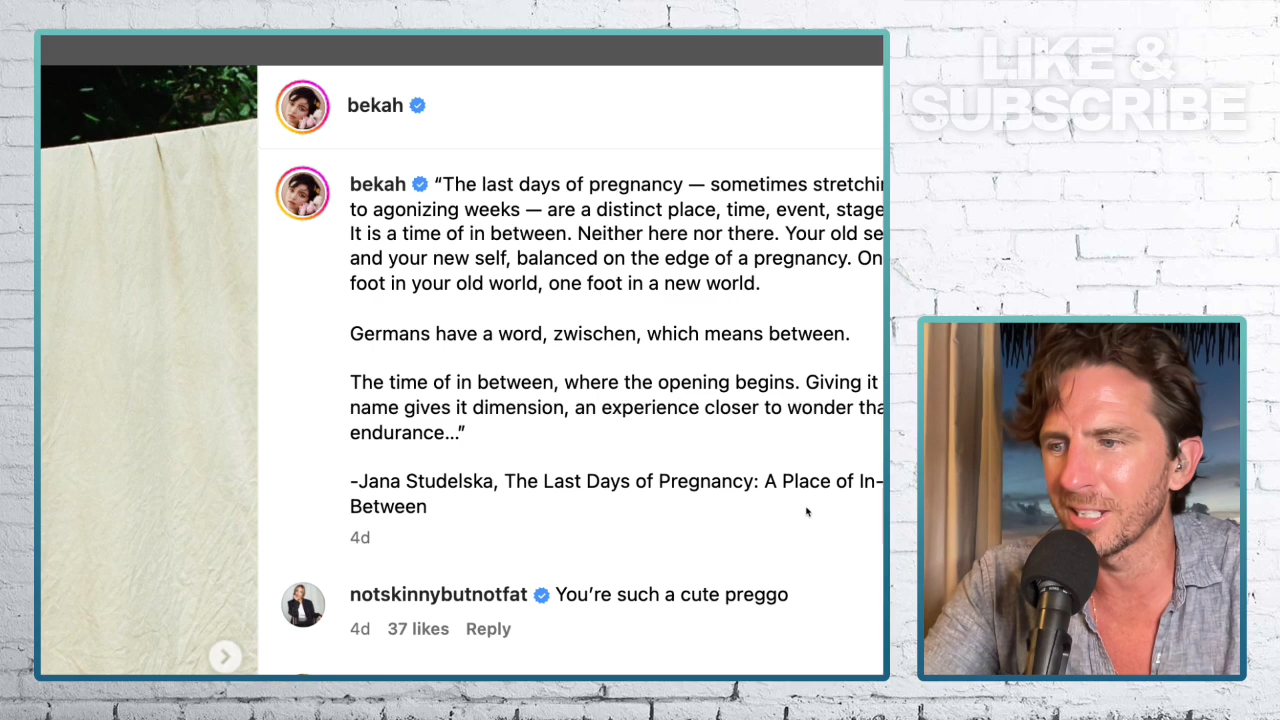 LIKE &
SUBSCRIBE
bekah
bekah “The last days of pregnancy — sometimes
to agonizing weeks — are a distinct place, time, event, stage
It is a time of in between. Neither here nor there. Your old
and your new self, balanced on the edge of a pregnancy.
foot in your old world, one foot in a new world.
Germans have a word, zwischen, which means between.
The time of in between, where the opening begins. Giving it
name gives it dimension, an experience closer to wonder
endurance...”
-Jana Studelska, The Last Days of Pregnancy: A Place of In-
Between
4d
notskinnybutnotfat You’re such a cute preggo
4d 37 likes Reply